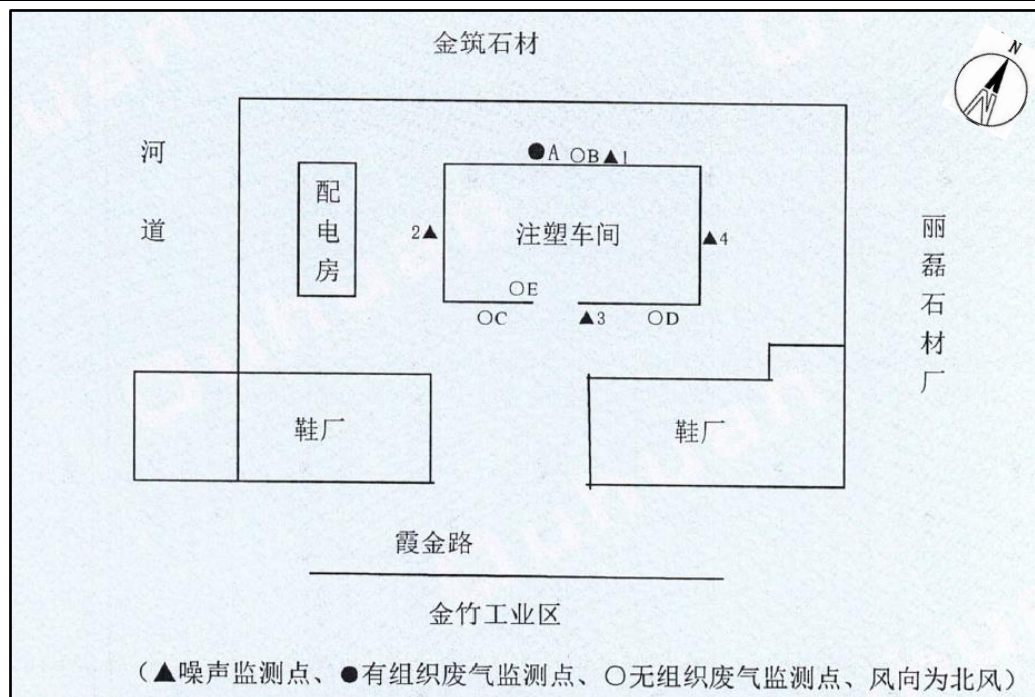 金筑石材
N
河道
配电房
●A ○B▲1
2▲
注塑车间
▲4
○E
○C
▲3
○D
丽磊石材厂
鞋厂
鞋厂
霞金路
金竹工业区
（▲噪声监测点、●有组织废气监测点、○无组织废气监测点、风向为北风）